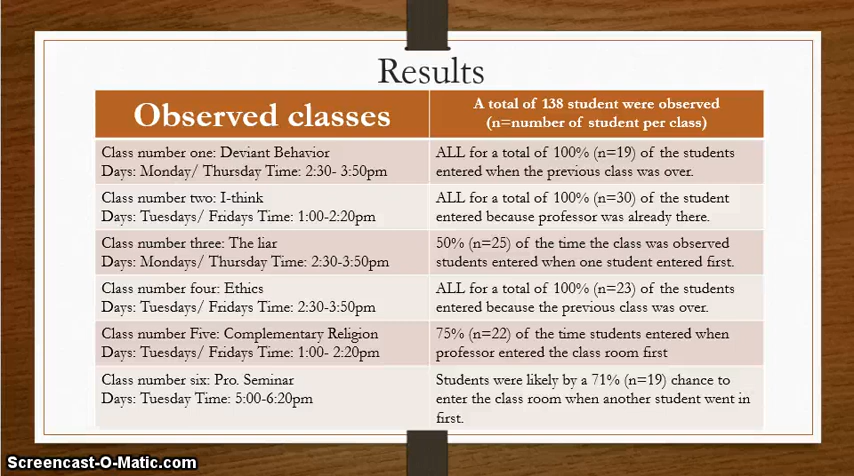 Results
Observed classes
A total of 138 student were observed
(n=number of student per class)
Class number one: Deviant Behavior
Days: Monday/ Thursday Time: 2:30- 3:50pm
ALL for a total of 100% (n=19) of the students
entered when the previous class was over.
Class number two: I-think
Days: Tuesdays/ Fridays Time: 1:00-2:20pm
ALL for a total of 100% (n=30) of the student
entered because professor was already there.
Class number three: The liar
Days: Mondays/ Thursday Time: 2:30-3:50pm
50% (n=25) of the time the class was observed
students entered when one student entered first.
Class number four: Ethics
Days: Tuesdays/ Fridays Time: 2:30-3:50pm
ALL for a total of 100% (n=23) of the students
entered because the previous class was over.
Class number Five: Complementary Religion
Days: Tuesdays/ Fridays Time: 1:00- 2:20pm
75% (n=22) of the time students entered when
professor entered the class room first
Class number six: Pro. Seminar
Days: Tuesday Time: 5:00-6:20pm
Students were likely by a 71% (n=19) chance to
enter the class room when another student went in
first.
Screencast-O-Matic.com